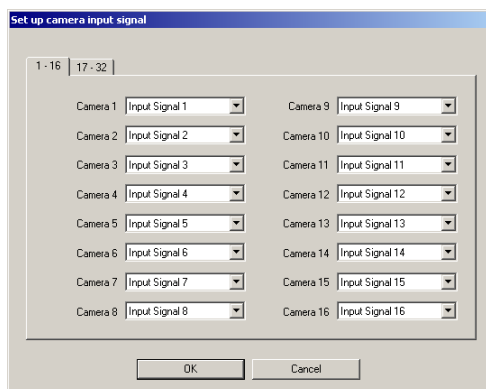 Set up camera input signal
1 - 16 17 - 32
Camera 1 Input Signal 1 Camera 9 Input Signal 9
Camera 2 Input Signal 2 Camera 10 Input Signal 10
Camera 3 Input Signal 3 Camera 11 Input Signal 11
Camera 4 Input Signal 4 Camera 12 Input Signal 12
Camera 5 Input Signal 5 Camera 13 Input Signal 13
Camera 6 Input Signal 6 Camera 14 Input Signal 14
Camera 7 Input Signal 7 Camera 15 Input Signal 15
Camera 8 Input Signal 8 Camera 16 Input Signal 16
OK Cancel